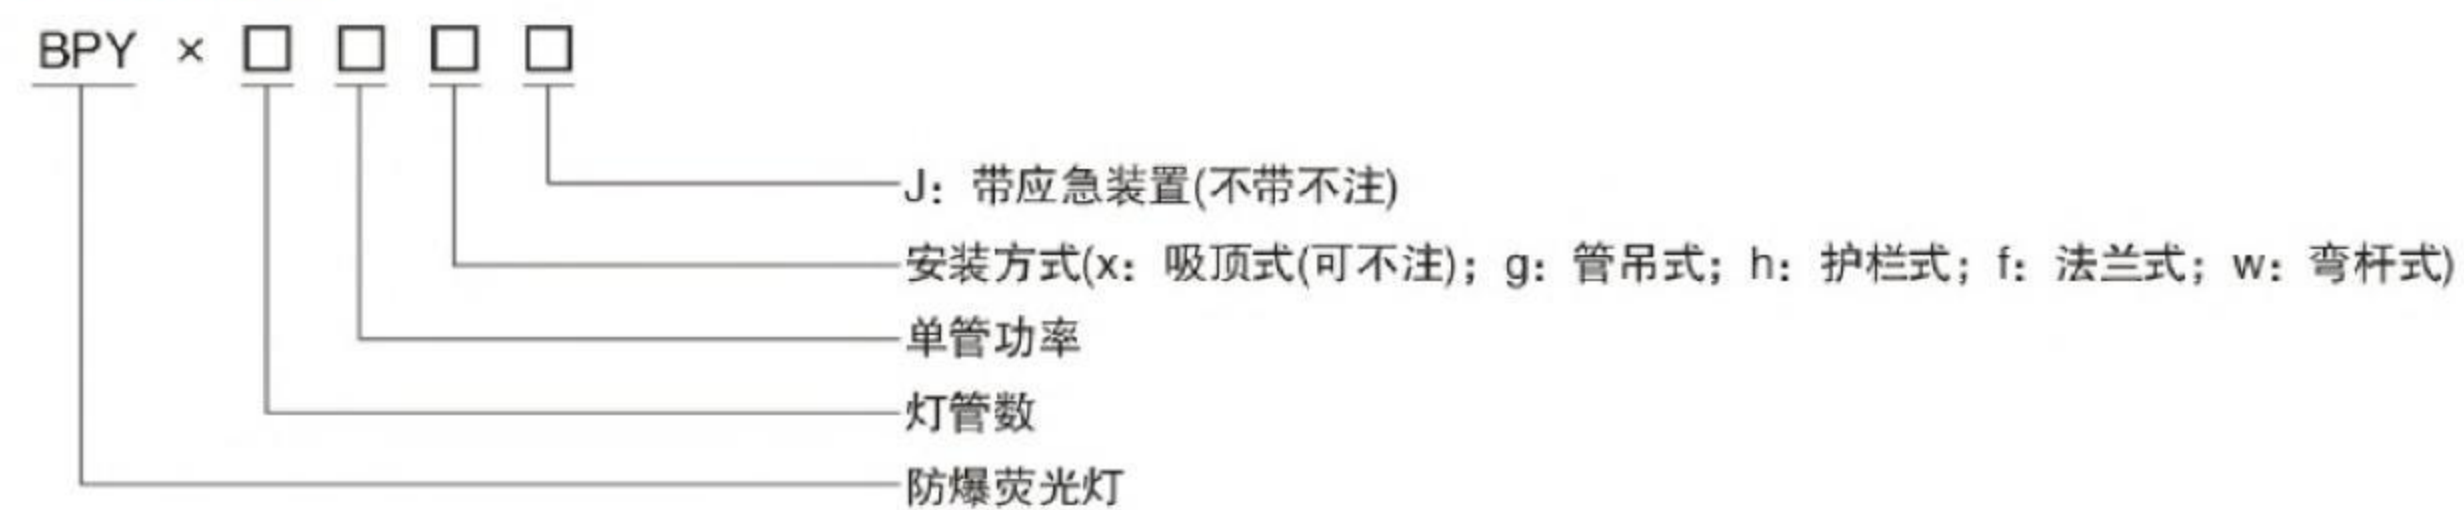 BPY × □ □ □ □
J：带应急装置(不带不注)
安装方式(x：吸顶式(可不注)；g：管吊式；h：护栏式；f：法兰式；w：弯杆式)
单管功率
灯管数
防爆荧光灯